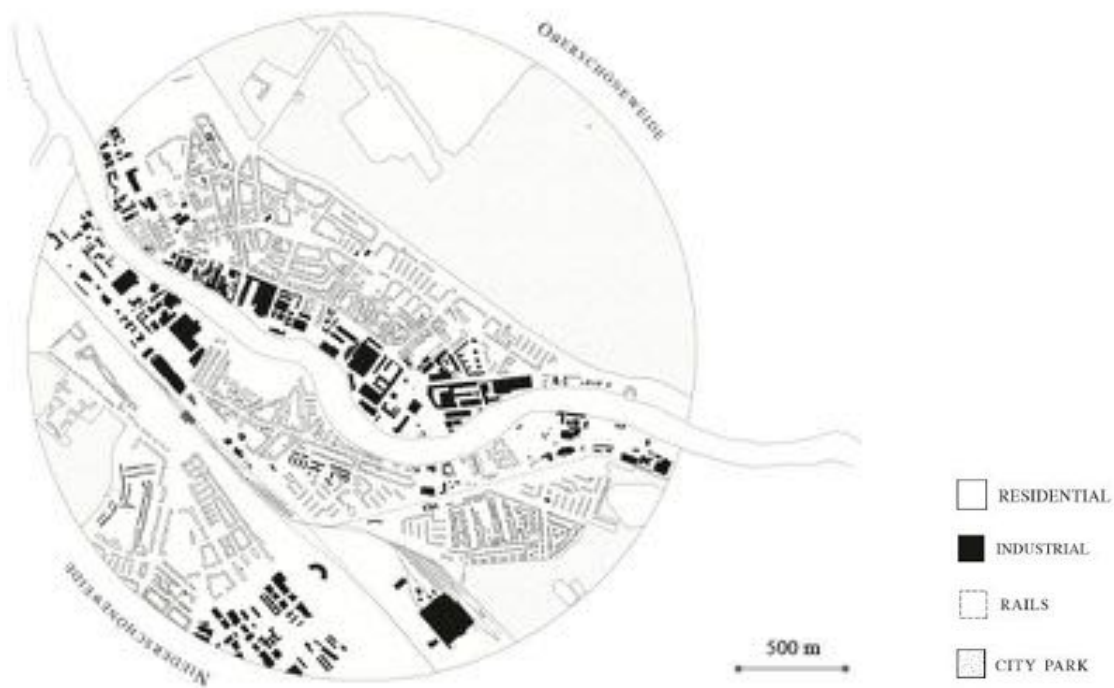 OBERSCHÖNEWEIDE
NIEDERSCHÖNEWEIDE
500 m
RESIDENTIAL
INDUSTRIAL
RAILS
CITY PARK